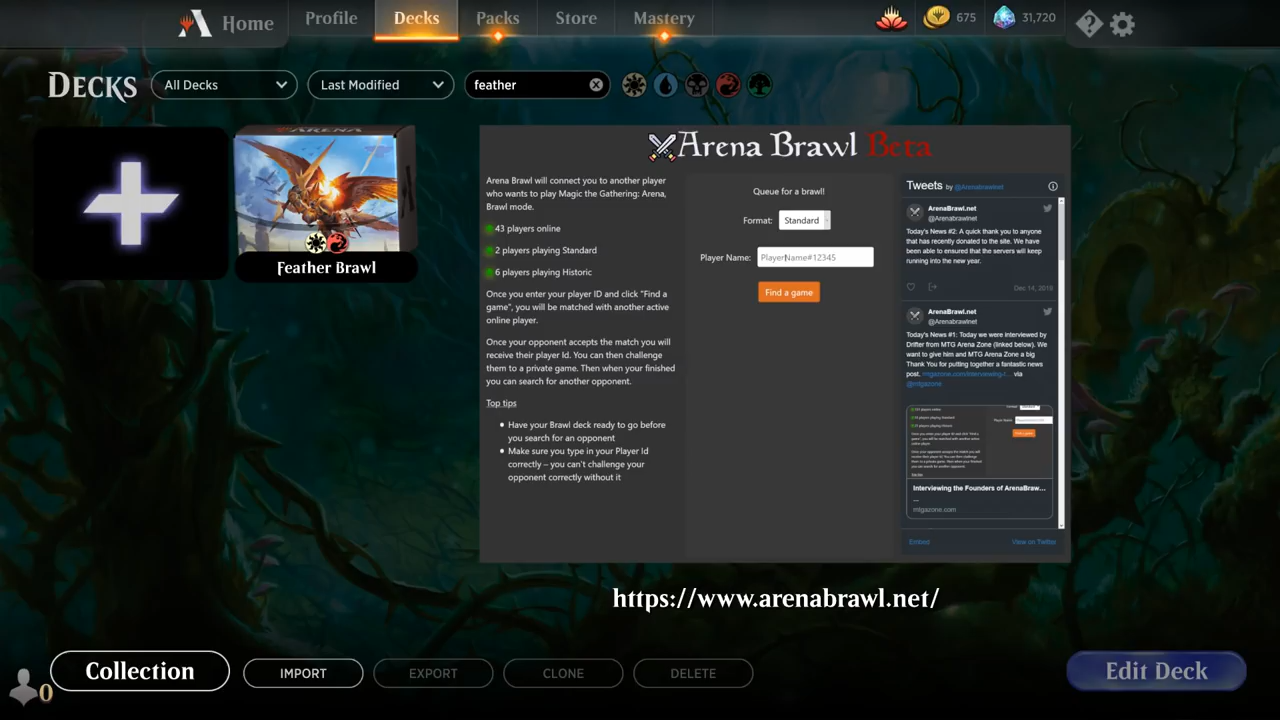 Home
Profile
Decks
Packs
Store
Mastery
675
31,720
DECKS
All Decks
Last Modified
feather
ARENA
Feather Brawl
Arena Brawl Beta
Arena Brawl will connect you to another player
who wants to play Magic the Gathering: Arena,
Brawl mode.
43 players online
2 players playing Standard
6 players playing Historic
Once you enter your player ID and click "Find a
game", you will be matched with another active
online player.
Once your opponent accepts the match you will
receive their player Id. You can then challenge
them to a private game. Then when your finished
you can search for another opponent.
Top tips
Have your Brawl deck ready to go before
you search for an opponent
Make sure you type in your Player Id
correctly – you can't challenge your
opponent correctly without it
Queue for a brawl!
Format: Standard
Player Name: PlayerName#12345
Find a game
Tweets by @Arenabrawlnet
ArenaBrawl.net
@Arenabrawlnet
Today's News #2: A quick thank you to anyone
that has recently donated to the site. We have
been able to ensured that the servers will keep
running into the new year.
Dec 14, 2019
ArenaBrawl.net
@Arenabrawlnet
Today's News #1: Today we were interviewed by
Drifter from MTG Arena Zone (linked below). We
want to give him and MTG Arena Zone a big
Thank You for putting together a fantastic news
post. mtgazone.com/interviewing-t… via
@mtgazone
Interviewing the Founders of ArenaBraw...
...
mtgazone.com
Embed
View on Twitter
https://www.arenabrawl.net/
0
Collection
IMPORT
EXPORT
CLONE
DELETE
Edit Deck